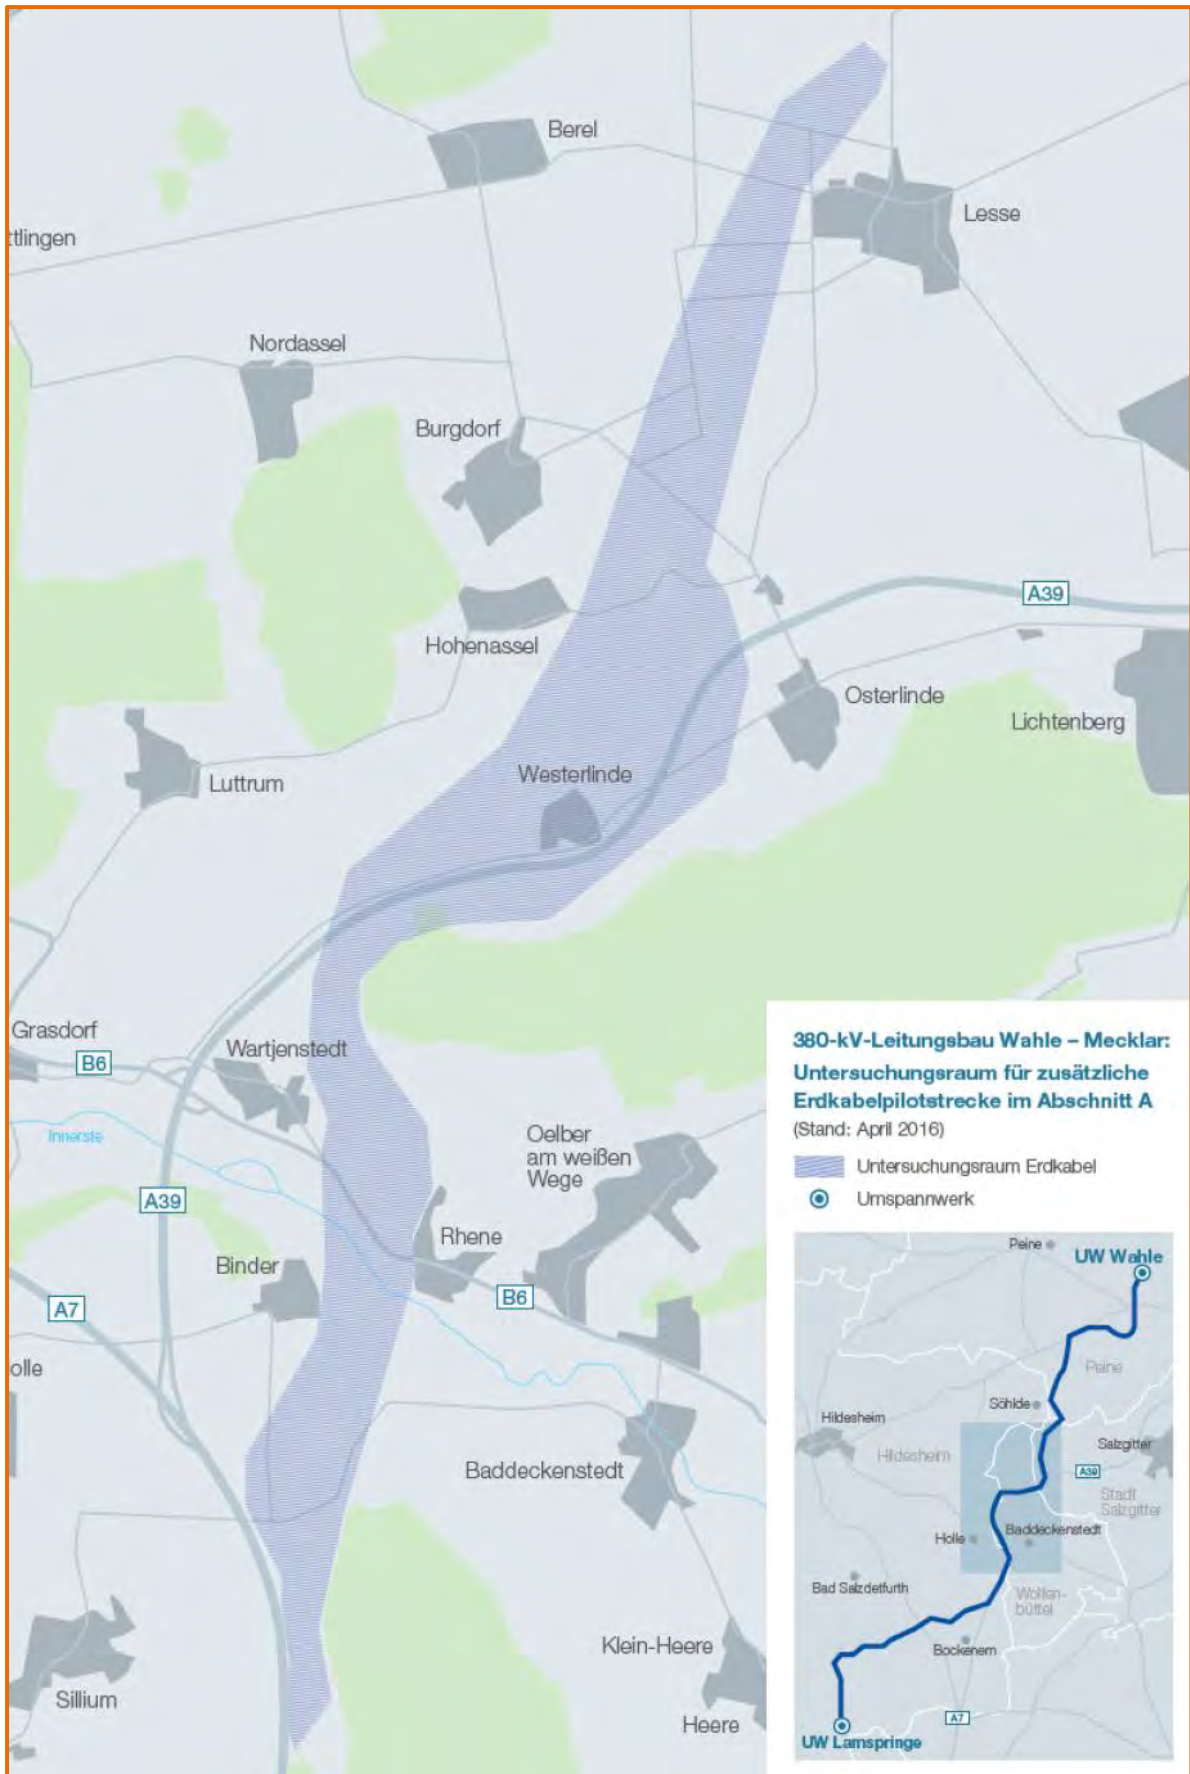 Berel
Lesse
ttlingen
Nordassel
Burgdorf
A39
Hohenassel
Osterlinde
Lichtenberg
Westerlinde
Luttrum
Grasdorf
B6
Wartjenstedt
Innerste
Oelber
am weißen
Wege
A39
Rhene
Binder
B6
A7
olle
Baddeckenstedt
Klein-Heere
Sillium
Heere
380-kV-Leitungsbau Wahle – Mecklar:
Untersuchungsraum für zusätzliche
Erdkabelpilotstrecke im Abschnitt A
(Stand: April 2016)
Untersuchungsraum Erdkabel
Umspannwerk
Peine
UW Wahle
Peine
Söhlde
Hildesheim
Salzgitter
Hildesheim
A39
Stadt
Salzgitter
Holle
Baddeckenstedt
Bad Salzdetfurth
Wolfen-
büttel
Bockenem
A7
UW Lamspringe